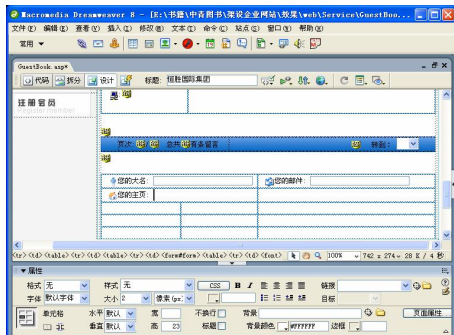 Macromedia Dreamweaver 8 - [E:\书籍\中青图书\架设企业网站\效果\web\Service\GuestBoo...
文件(F) 编辑(E) 查看(V) 插入(I) 修改(M) 文本(T) 命令(C) 站点(S) 窗口(W) 帮助(H)
常用
GuestBook.asp*
代码 拆分 设计 标题: 恒胜国际集团
注册会员
Register member
页次: 总共 有条留言 转到:
您的大名: 您的邮件:
您的主页:
<tr> <td> <table> <tr> <td> <table> <tr> <td> <form#form> <table> <tr> <td> <font> 100% 742 x 274 28 K / 4 秒
属性
格式 无 样式 无 CSS B I 链接
字体 默认字体 大小 2 像素(px) 目标
单元格 水平 默认 宽 不换行 背景 页面属性
垂直 默认 高 23 标题 背景颜色 #FFFFFF 边框